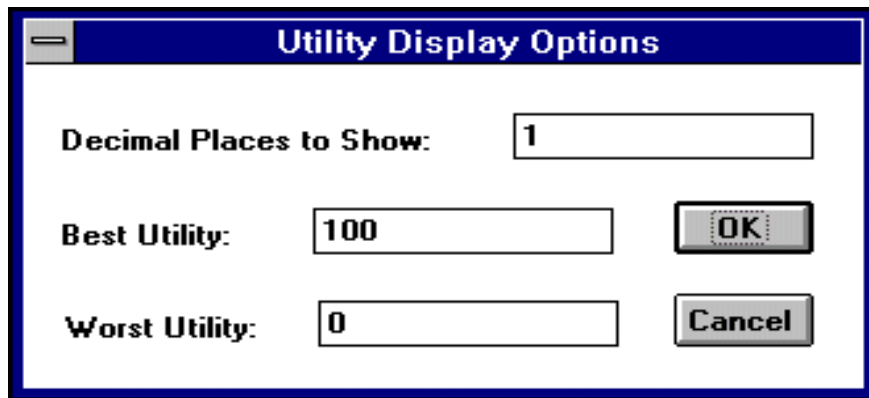 Utility Display Options
Decimal Places to Show: 1
Best Utility: 100 OK
Worst Utility: 0 Cancel